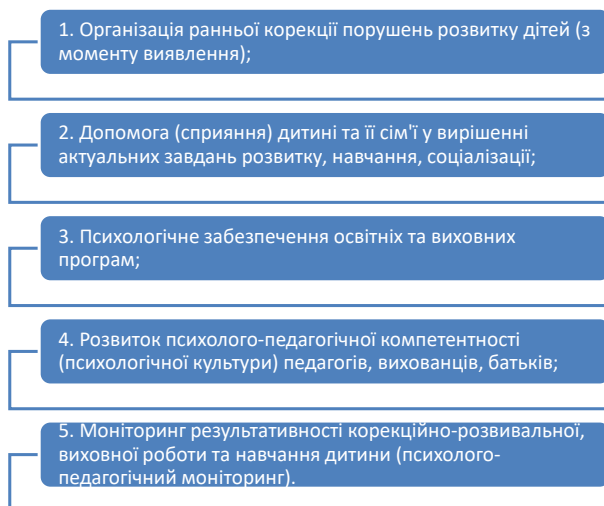 1. Організація ранньої корекції порушень розвитку дітей (з
моменту виявлення);
2. Допомога (сприяння) дитині та її сім'ї у вирішенні
актуальних завдань розвитку, навчання, соціалізації;
3. Психологічне забезпечення освітніх та виховних
програм;
4. Розвиток психолого-педагогічної компетентності
(психологічної культури) педагогів, вихованців, батьків;
5. Моніторинг результативності корекційно-розвивальної,
виховної роботи та навчання дитини (психолого-
педагогічний моніторинг).